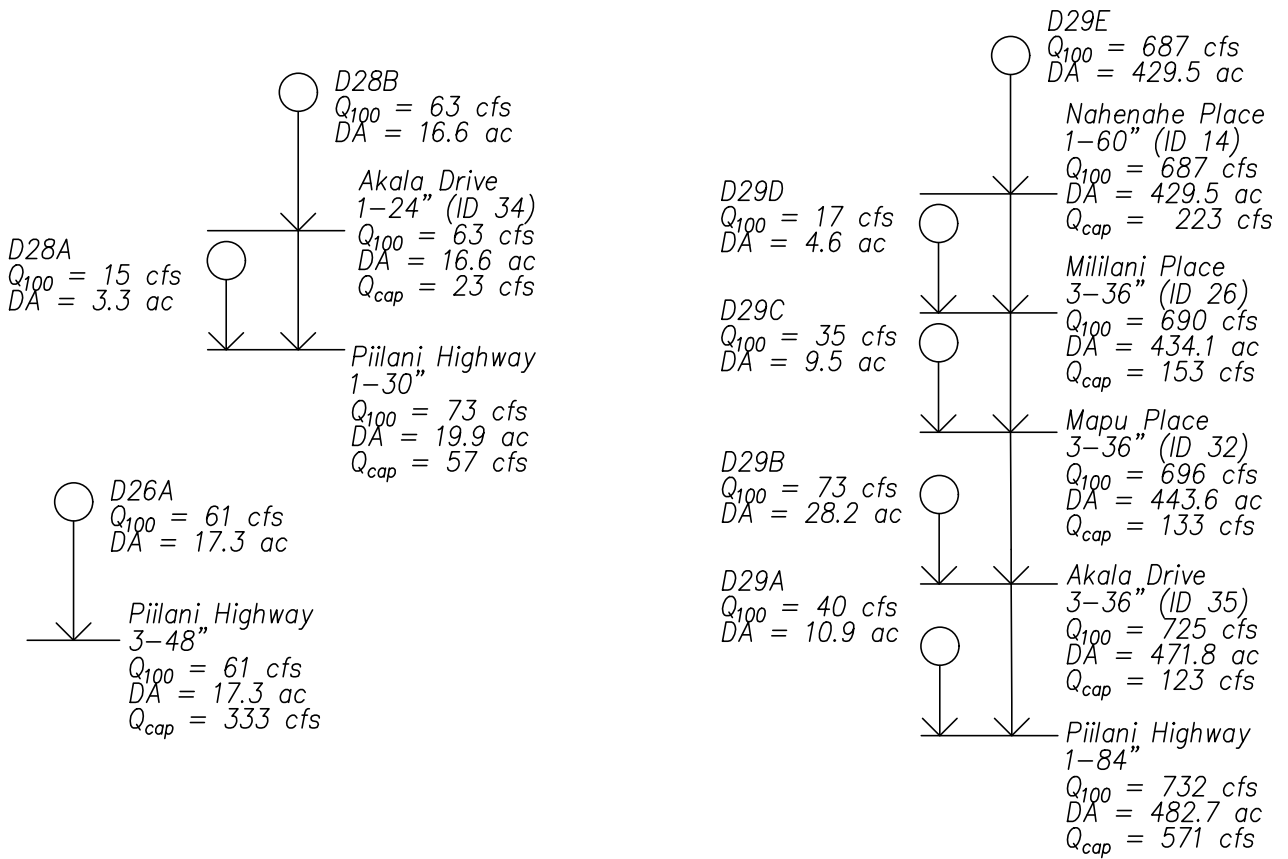 D28B
Q100 = 63 cfs
DA = 16.6 ac
Akala Drive
1-24" (ID 34)
Q100 = 63 cfs
DA = 16.6 ac
Qcap = 23 cfs
D28A
Q100 = 15 cfs
DA = 3.3 ac
Piilani Highway
1-30"
Q100 = 73 cfs
DA = 19.9 ac
Qcap = 57 cfs
D26A
Q100 = 61 cfs
DA = 17.3 ac
Piilani Highway
3-48"
Q100 = 61 cfs
DA = 17.3 ac
Qcap = 333 cfs
D29E
Q100 = 687 cfs
DA = 429.5 ac
Nahenahe Place
1-60" (ID 14)
Q100 = 687 cfs
DA = 429.5 ac
Qcap = 223 cfs
D29D
Q100 = 17 cfs
DA = 4.6 ac
Mililani Place
3-36" (ID 26)
Q100 = 690 cfs
DA = 434.1 ac
Qcap = 153 cfs
D29C
Q100 = 35 cfs
DA = 9.5 ac
Mapu Place
3-36" (ID 32)
Q100 = 696 cfs
DA = 443.6 ac
Qcap = 133 cfs
D29B
Q100 = 73 cfs
DA = 28.2 ac
Akala Drive
3-36" (ID 35)
Q100 = 725 cfs
DA = 471.8 ac
Qcap = 123 cfs
D29A
Q100 = 40 cfs
DA = 10.9 ac
Piilani Highway
1-84"
Q100 = 732 cfs
DA = 482.7 ac
Qcap = 571 cfs